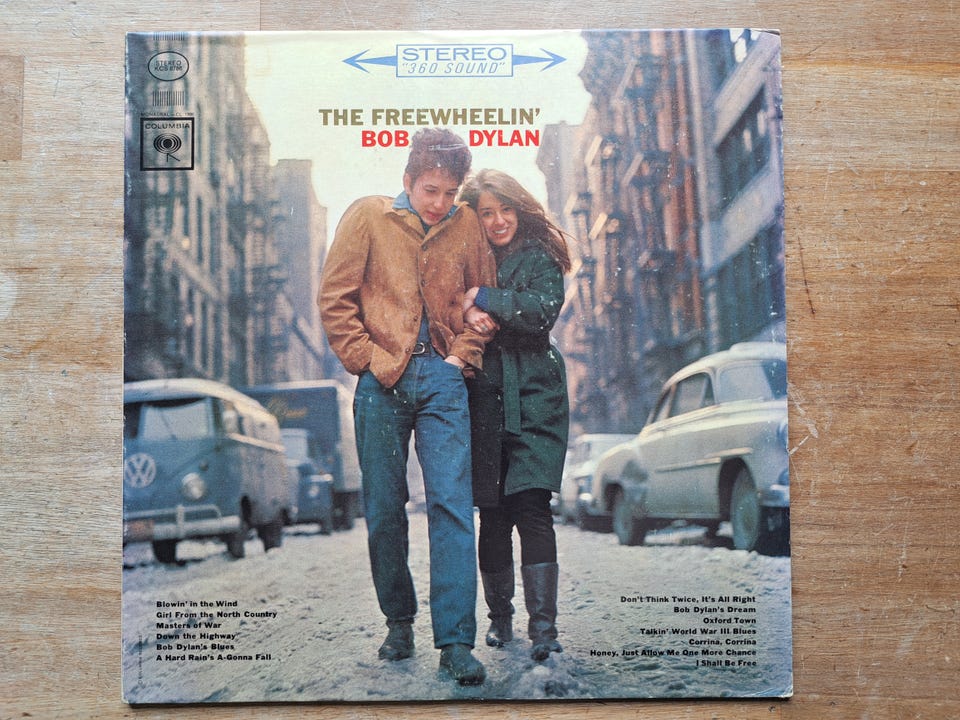 STEREO
KCS 8786
STEREO
"360 SOUND"
COLUMBIA
THE FREEWHEELIN'
BOB DYLAN
Blowin' in the Wind
Girl From the North Country
Masters of War
Down the Highway
Bob Dylan's Blues
A Hard Rain's A-Gonna Fall
Don't Think Twice, It's All Right
Bob Dylan's Dream
Oxford Town
Talkin' World War III Blues
Corrina, Corrina
Honey, Just Allow Me One More Chance
I Shall Be Free